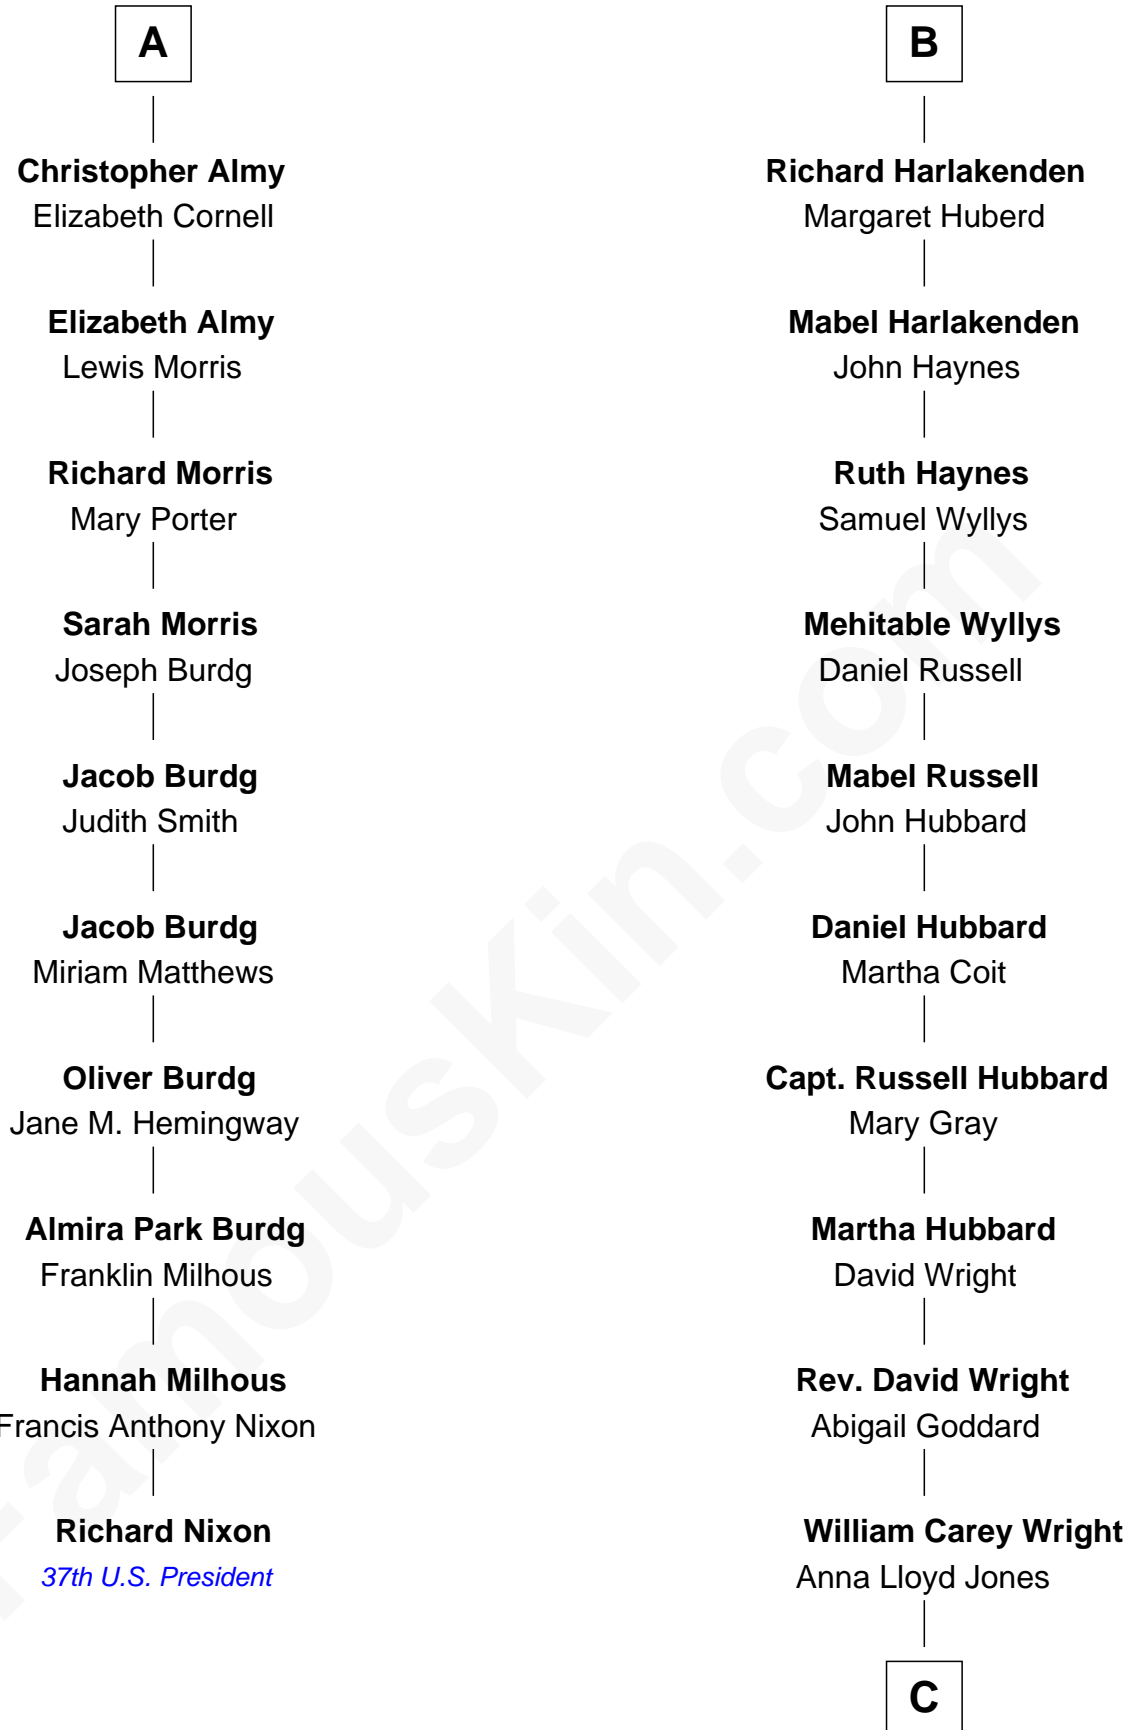 A
Christopher Almy
Elizabeth Cornell
Elizabeth Almy
Lewis Morris
Richard Morris
Mary Porter
Sarah Morris
Joseph Burdg
Jacob Burdg
Judith Smith
Jacob Burdg
Miriam Matthews
Oliver Burdg
Jane M. Hemingway
Almira Park Burdg
Franklin Milhous
Hannah Milhous
Francis Anthony Nixon
Richard Nixon
37th U.S. President
B
Richard Harlakenden
Margaret Huberd
Mabel Harlakenden
John Haynes
Ruth Haynes
Samuel Wyllys
Mehitable Wyllys
Daniel Russell
Mabel Russell
John Hubbard
Daniel Hubbard
Martha Coit
Capt. Russell Hubbard
Mary Gray
Martha Hubbard
David Wright
Rev. David Wright
Abigail Goddard
William Carey Wright
Anna Lloyd Jones
C
FamousKin.com